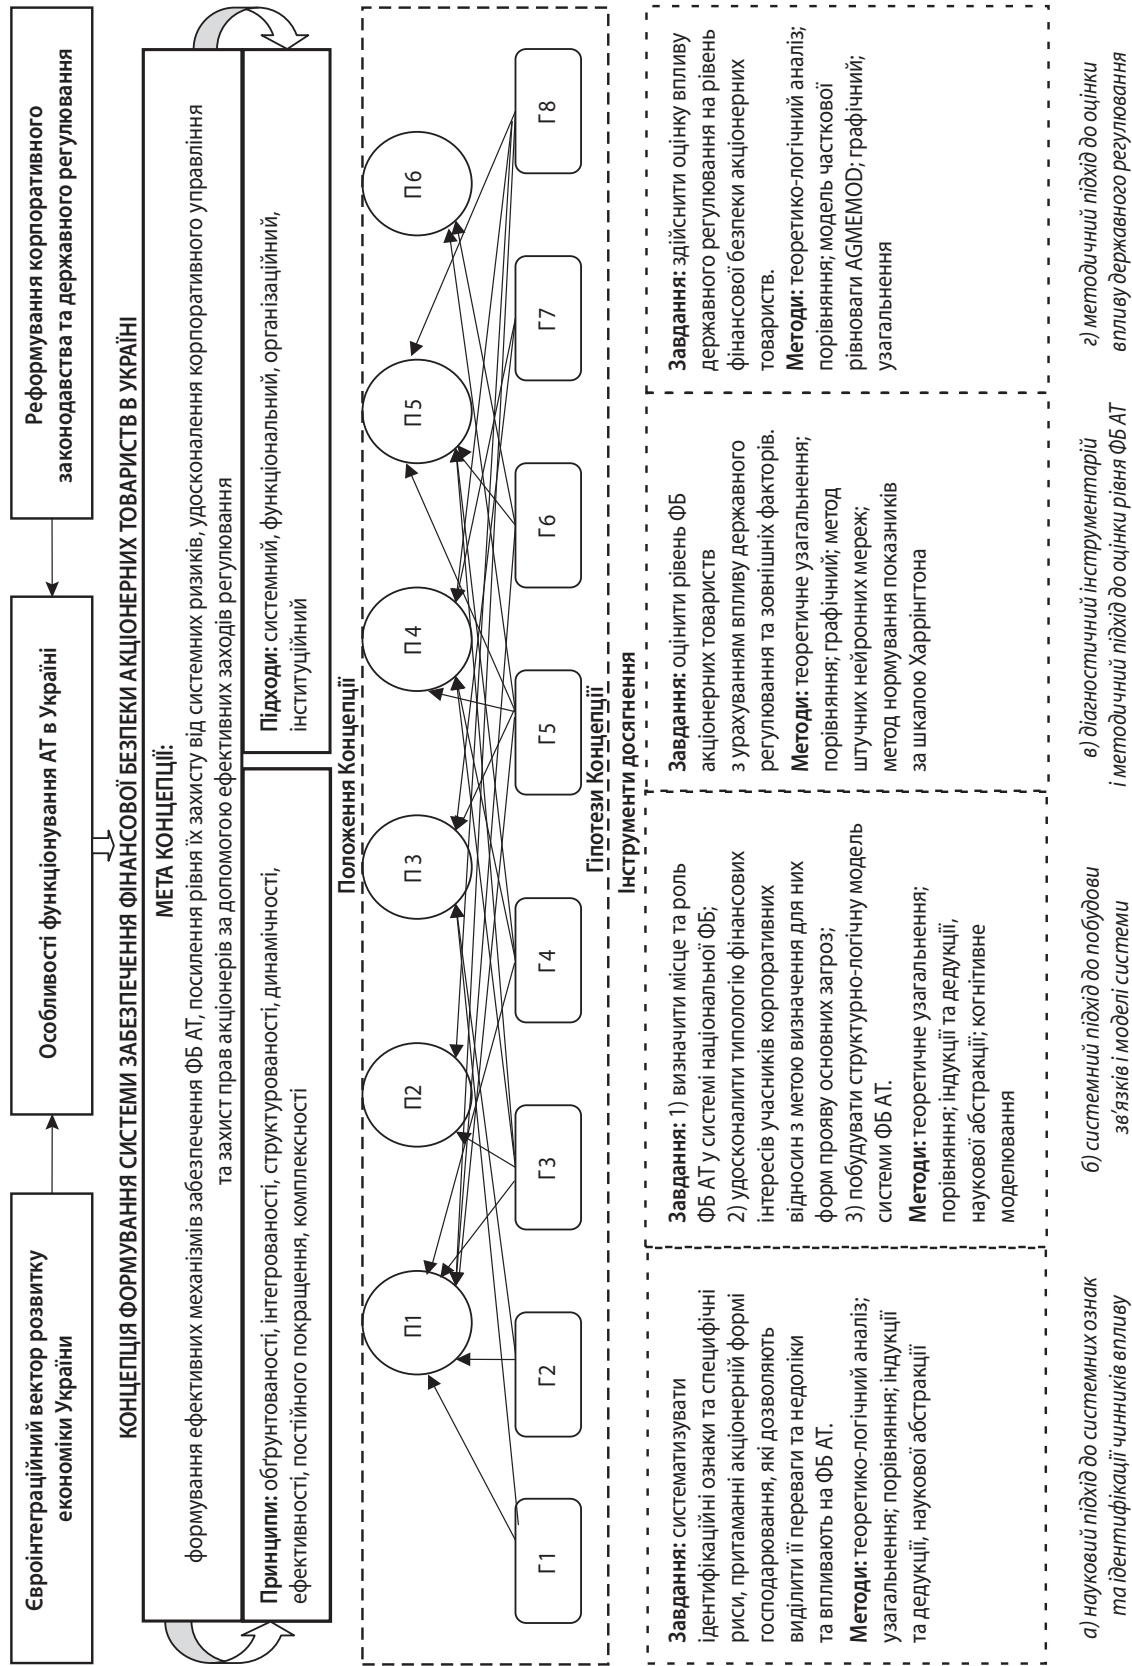 Євроінтеграційний вектор розвитку
економіки України
Особливості функціонування АТ в Україні
Реформування корпоративного
законодавства та державного регулювання
КОНЦЕПЦІЯ ФОРМУВАННЯ СИСТЕМИ ЗАБЕЗПЕЧЕННЯ ФІНАНСОВОЇ БЕЗПЕКИ АКЦІОНЕРНИХ ТОВАРИСТВ В УКРАЇНІ
МЕТА КОНЦЕПЦІЇ:
формування ефективних механізмів забезпечення ФБ АТ, посилення рівня їх захисту від системних ризиків, удосконалення корпоративного управління
та захист прав акціонерів за допомогою ефективних заходів регулювання
Принципи: обґрунтованості, інтегрованості, структурованості, динамічності,
ефективності, постійного покращення, комплексності
Підходи: системний, функціональний, організаційний,
інституційний
Положення Концепції
П1
П2
П3
П4
П5
П6
Г1
Г2
Г3
Г4
Г5
Г6
Г7
Г8
Гіпотези Концепції
Інструменти досягнення
Завдання: систематизувати
ідентифікаційні ознаки та специфічні
риси, притаманні акціонерній формі
господарювання, які дозволяють
виділити її переваги та недоліки
та впливають на ФБ АТ.
Методи: теоретико-логічний аналіз;
узагальнення; порівняння; індукції
та дедукції, наукової абстракції
Завдання: 1) визначити місце та роль
ФБ АТ у системі національної ФБ;
2) удосконалити типологію фінансових
інтересів учасників корпоративних
відносин з метою визначення для них
форм прояву основних загроз;
3) побудувати структурно-логічну модель
системи ФБ АТ.
Методи: теоретичне узагальнення;
порівняння; індукції та дедукції,
наукової абстракції; когнітивне
моделювання
Завдання: оцінити рівень ФБ
акціонерних товариств
з урахуванням впливу державного
регулювання та зовнішніх факторів.
Методи: теоретичне узагальнення;
порівняння; графічний; метод
штучних нейронних мереж;
метод нормування показників
за шкалою Харрінгтона
Завдання: здійснити оцінку впливу
державного регулювання на рівень
фінансової безпеки акціонерних
товариств.
Методи: теоретико-логічний аналіз;
порівняння; модель часткової
рівноваги AGMEMOD; графічний;
узагальнення
а) науковий підхід до системних ознак
та ідентифікації чинників впливу
б) системний підхід до побудови
зв'язків і моделі системи
в) діагностичний інструментарій
і методичний підхід до оцінки рівня ФБ АТ
г) методичний підхід до оцінки
впливу державного регулювання